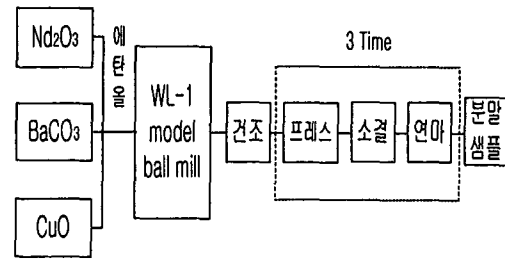 Nd₂O₃
에탄올
3 Time
BaCO₃
WL-1
model
ball mill
건조
프레스
소결
연마
분말
샘플
CuO